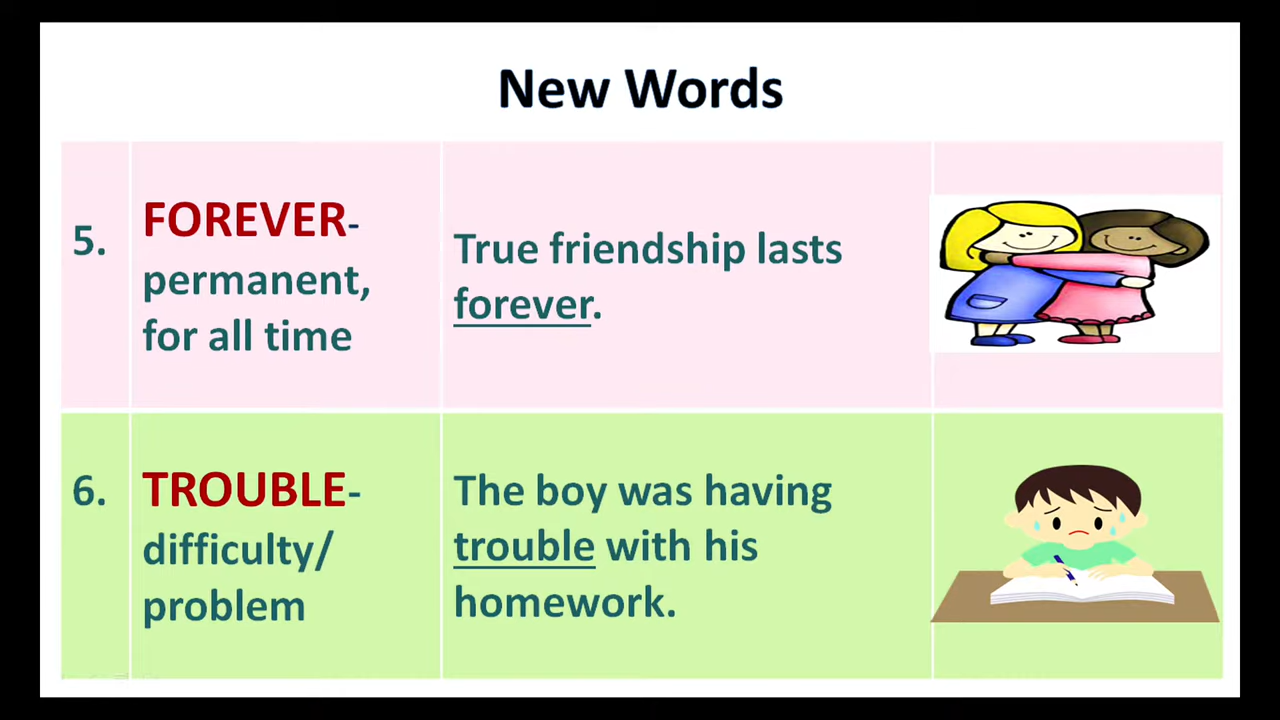 New Words
5.
FOREVER-
permanent,
for all time
True friendship lasts
forever.
6.
TROUBLE-
difficulty/
problem
The boy was having
trouble with his
homework.